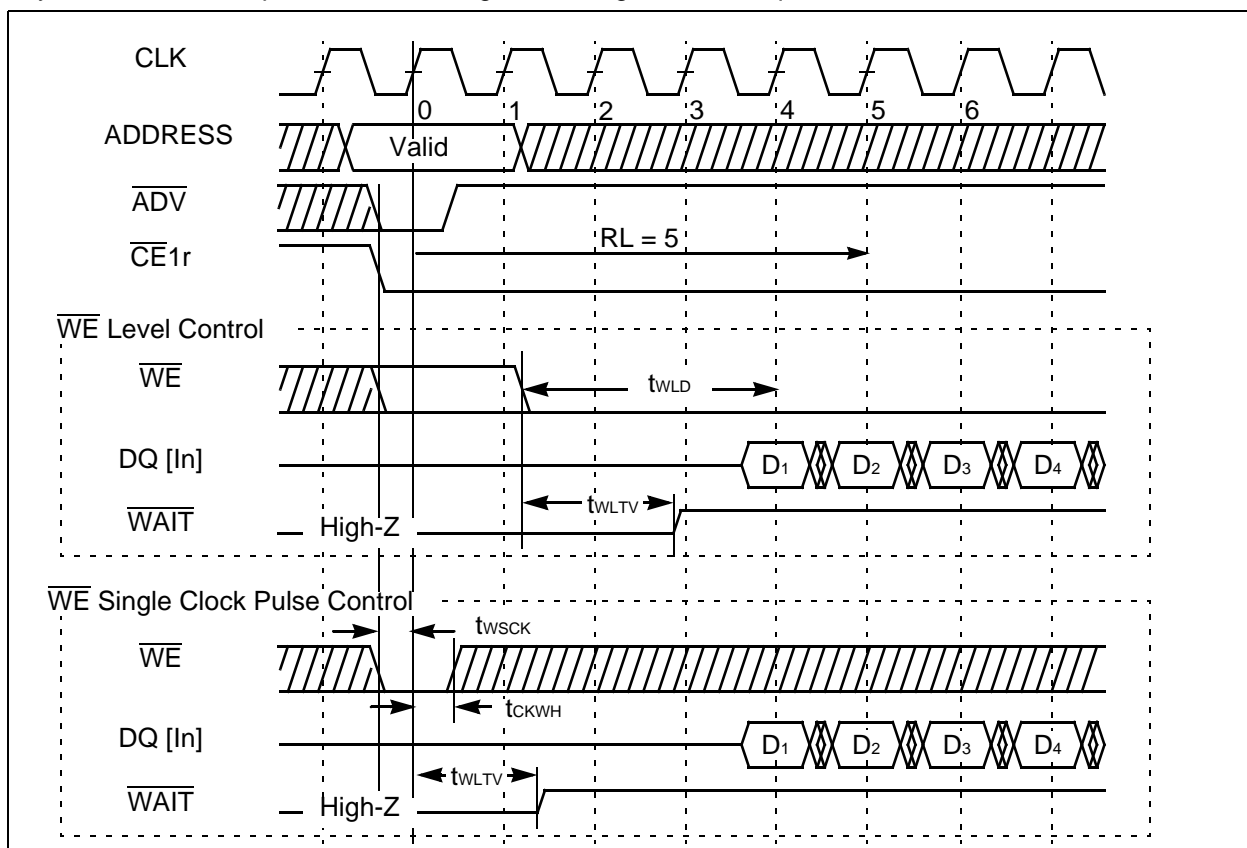 CLK
0 1 2 3 4 5 6
ADDRESS
Valid
ADV
CE1r
RL = 5
WE Level Control
WE
tWLD
DQ [In]
D1 D2 D3 D4
tWLTV
WAIT
High-Z
WE Single Clock Pulse Control
tWSCK
WE
tCKWH
DQ [In]
D1 D2 D3 D4
tWLTV
WAIT
High-Z